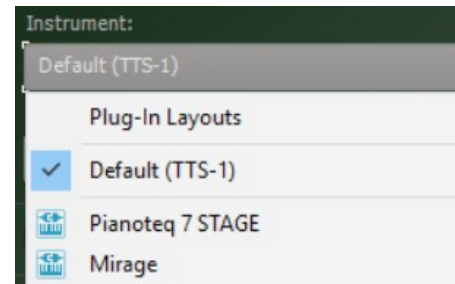 Instrument:
Default (TTS-1)
Plug-In Layouts
Default (TTS-1)
Pianoteq 7 STAGE
Mirage